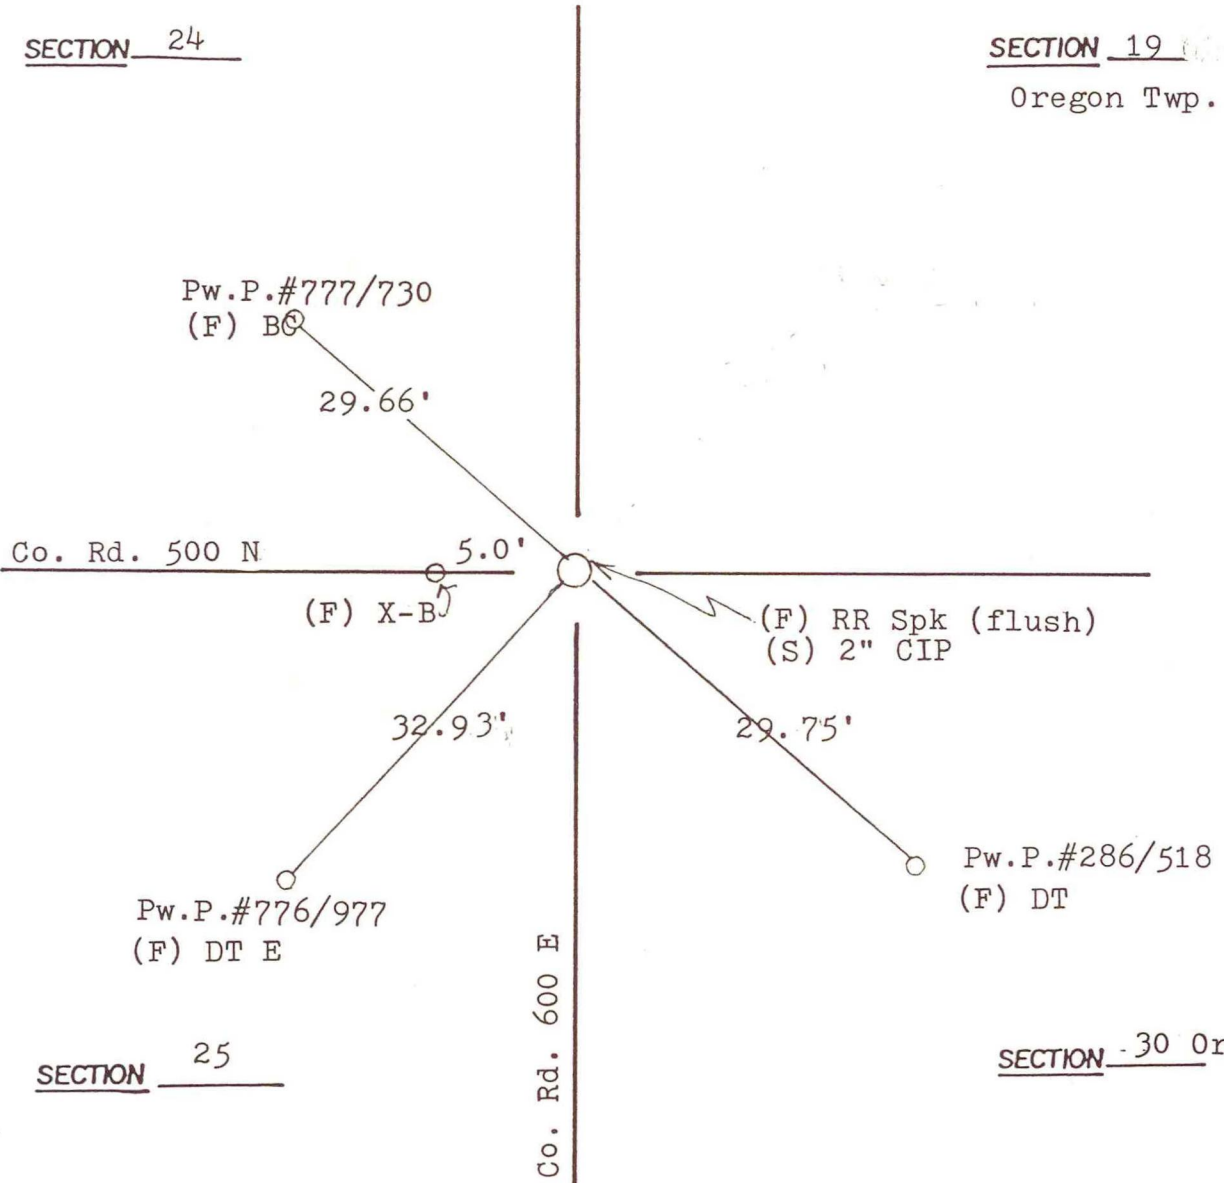 SECTION 24
SECTION 19
Oregon Twp.
Pw.P.#777/730
(F) BC
29.66'
Co. Rd. 500 N
5.0'
(F) X-B
(F) RR Spk (flush)
(S) 2" CIP
32.93'
29.75'
Pw.P.#286/518
(F) DT
Pw.P.#776/977
(F) DT E
Co. Rd. 600 E
SECTION 25
SECTION 30 Or